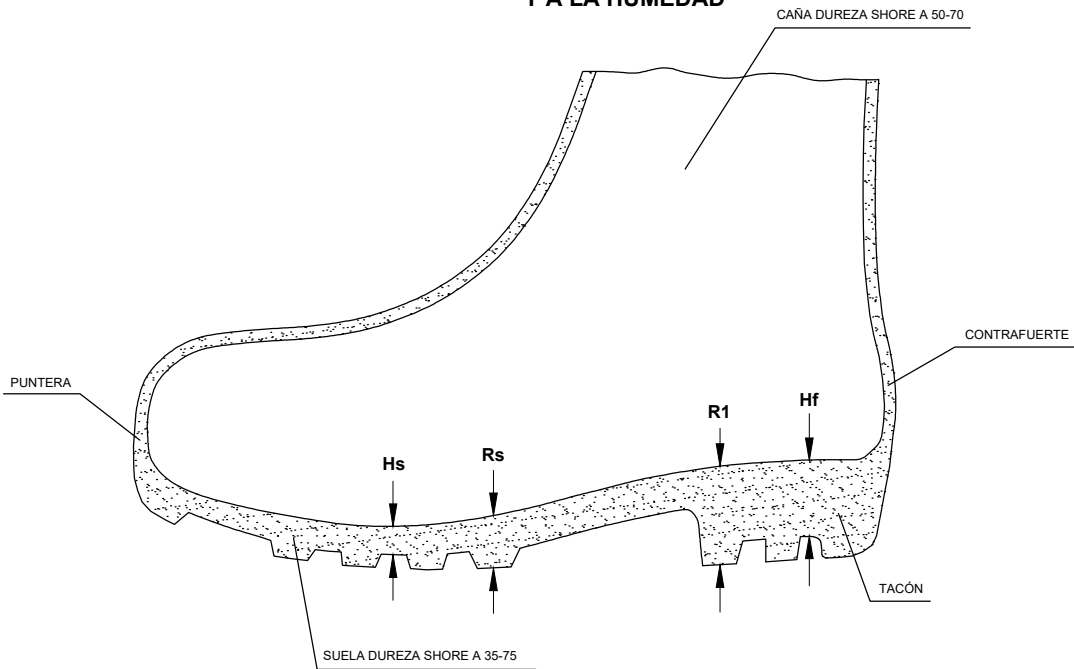 Y A LA HUMEDAD
CAÑA DUREZA SHORE A 50-70
CONTRAFUERTE
PUNTERA
R1
Hf
Hs
Rs
TACÓN
SUELA DUREZA SHORE A 35-75